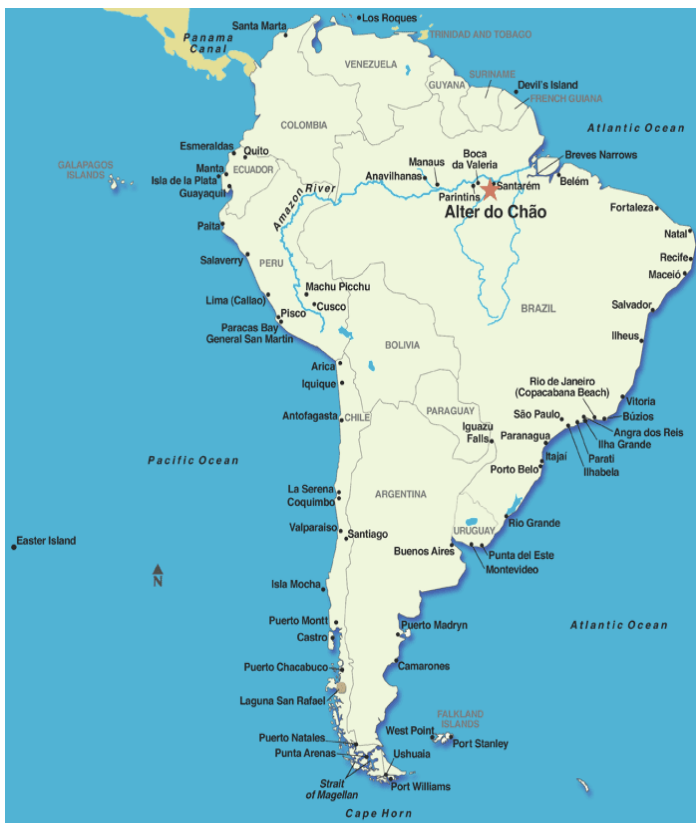 Los Roques
Santa Marta
TRINIDAD AND TOBAGO
Panama
Canal
VENEZUELA
GUYANA
SURINAME
Devil's Island
FRENCH GUIANA
COLOMBIA
Atlantic Ocean
Esmeraldas
Quito
GALAPAGOS
ISLANDS
Manta
ECUADOR
Isla de la Plata
Guayaquil
Amazon River
Anavilhanas
Manaus
Boca
da Valeria
Breves Narrows
Santarém
Belém
Parintins
Alter do Chão
Fortaleza
Paita
Natal
Salaverry
PERU
Recife
Maceió
Machu Picchu
Lima (Callao)
Cusco
Pisco
BRAZIL
Salvador
Paracas Bay
General San Martin
Ilheus
BOLIVIA
Arica
Iquique
Rio de Janeiro
(Copacabana Beach)
Vitoria
Antofagasta
CHILE
PARAGUAY
São Paulo
Búzios
Iguazu
Falls
Paranagua
Angra dos Reis
Ilha Grande
Parati
Ilhabela
Pacific Ocean
Itajaí
Porto Belo
La Serena
Coquimbo
ARGENTINA
Valparaiso
Santiago
URUGUAY
Rio Grande
Easter Island
Buenos Aires
Punta del Este
Montevideo
N
Isla Mocha
Puerto Montt
Puerto Madryn
Atlantic Ocean
Castro
Puerto Chacabuco
Camarones
Laguna San Rafael
FALKLAND
ISLANDS
Puerto Natales
West Point
Port Stanley
Punta Arenas
Ushuaia
Strait
of Magellan
Port Williams
Cape Horn